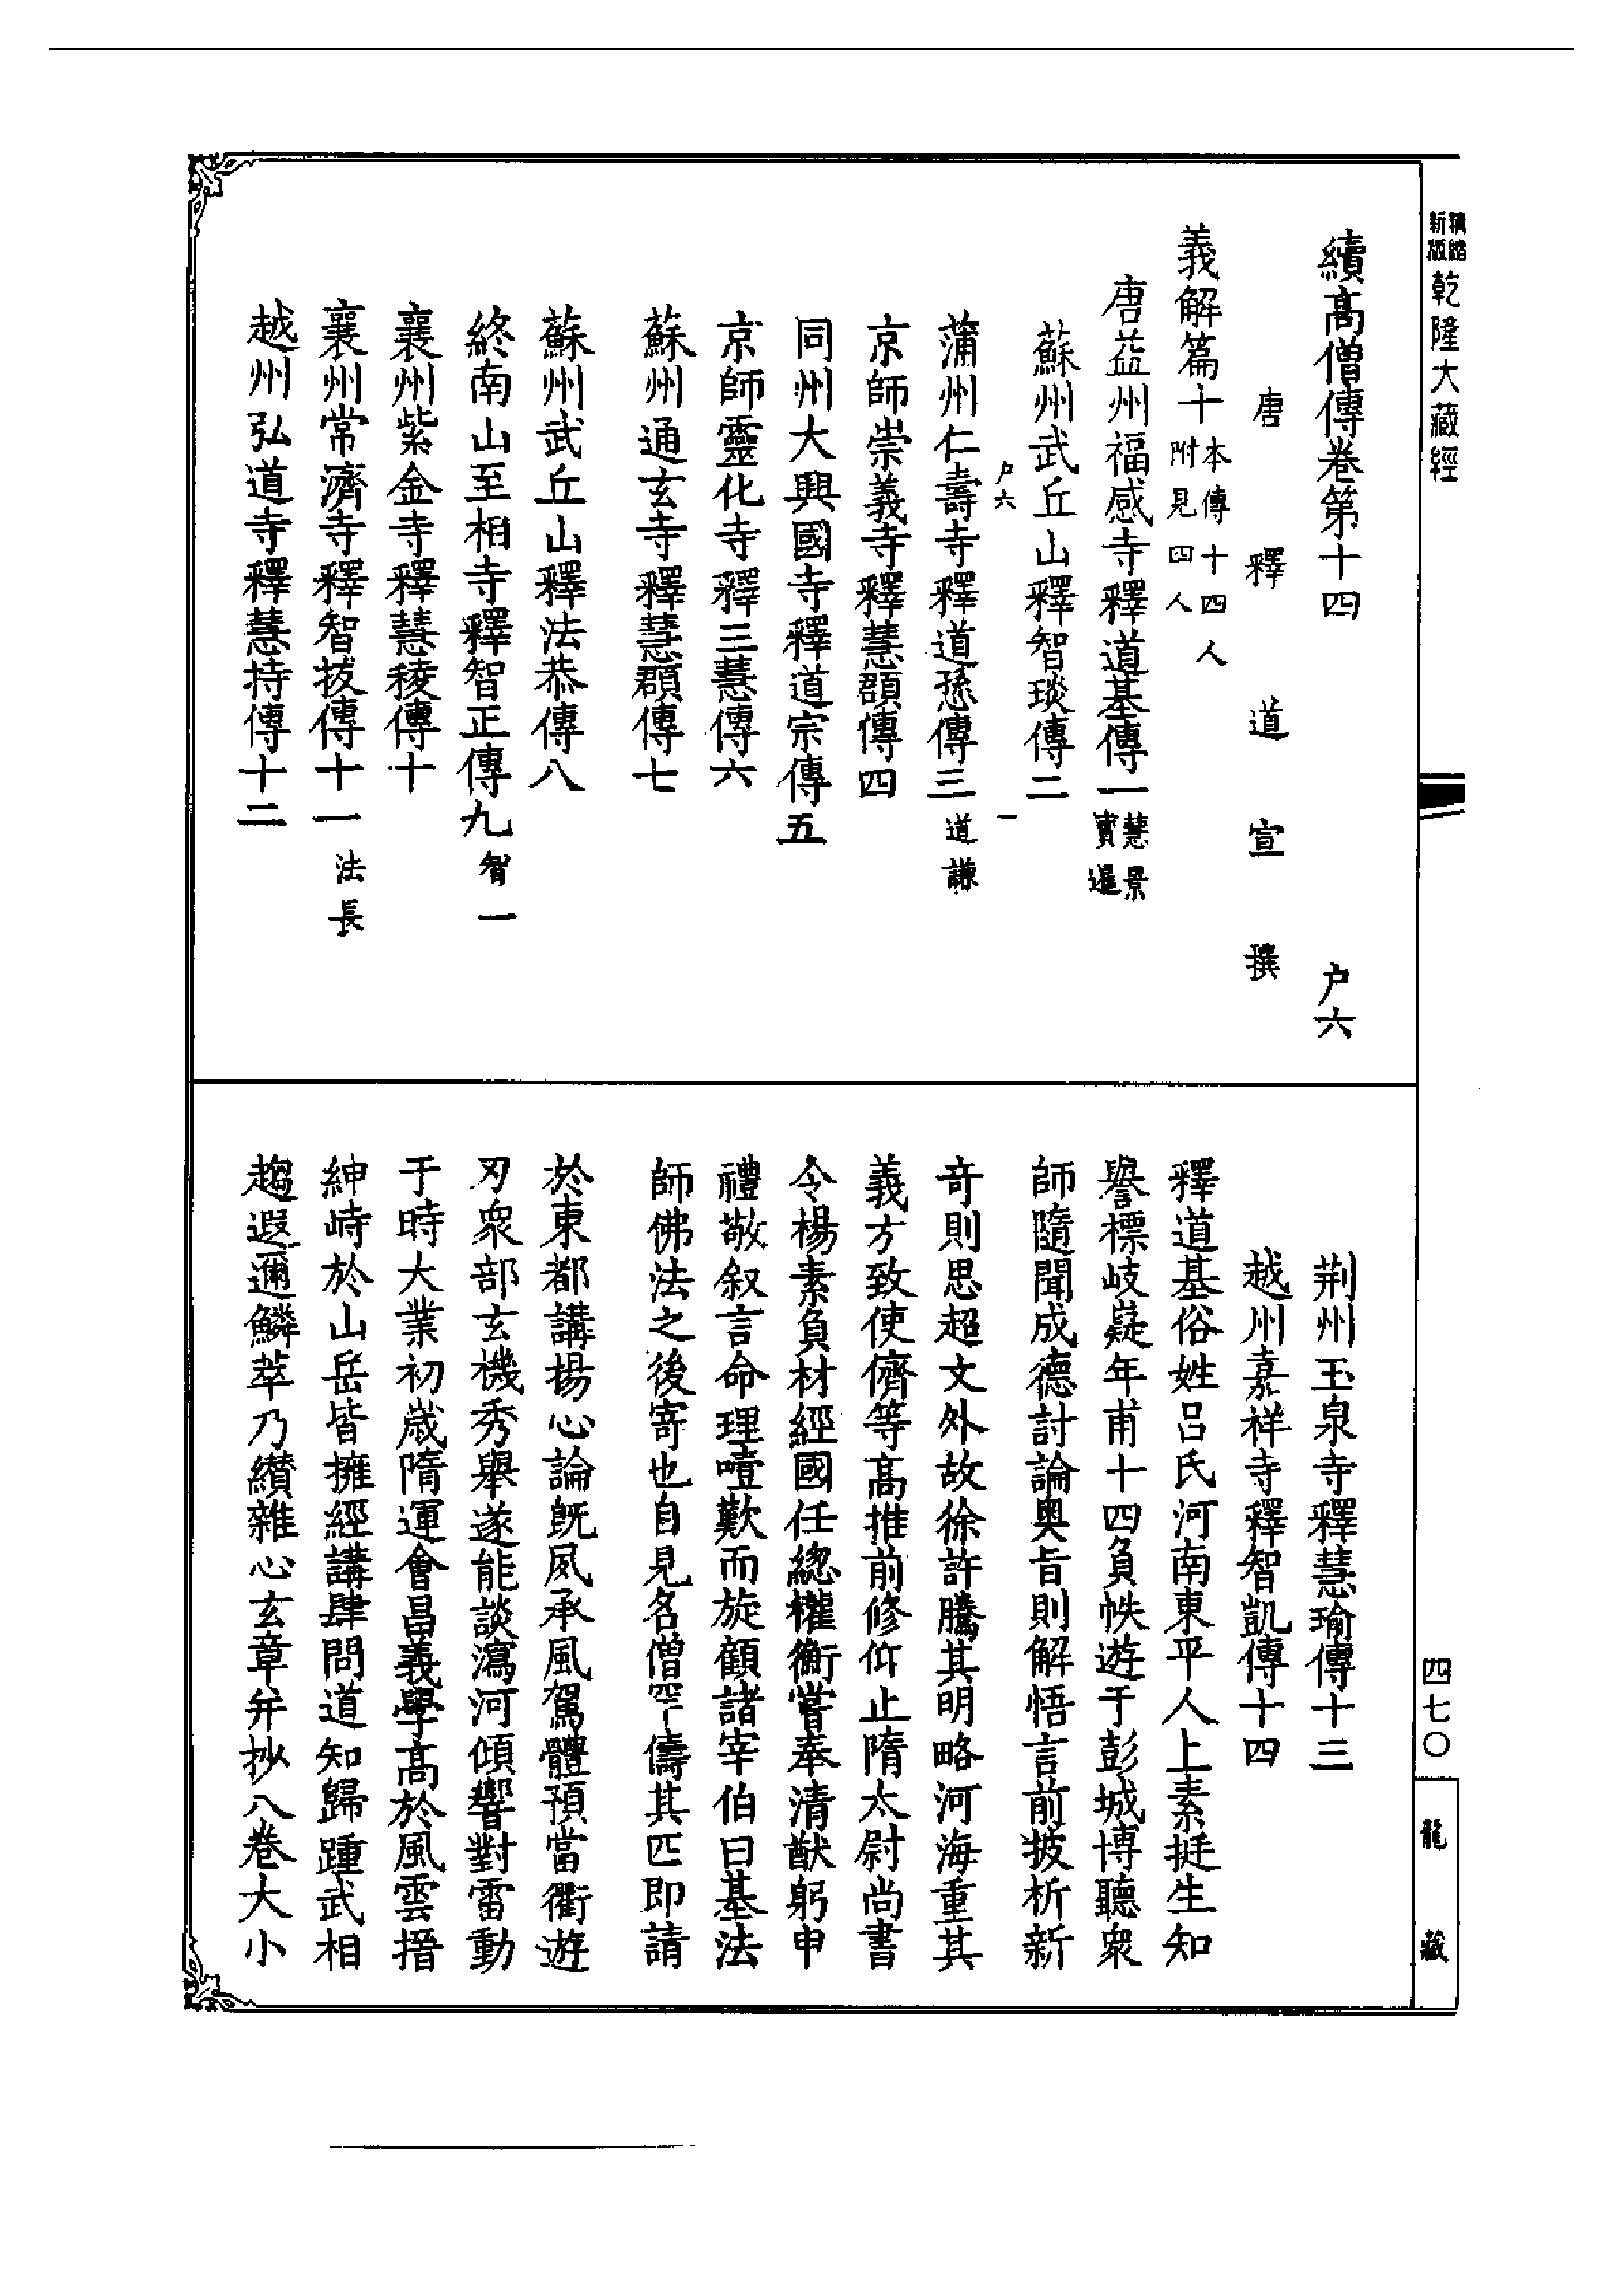 精縮新版乾隆大藏經
續高僧傳卷第十四　户六
唐釋道宣撰
義解篇十本傳十四人附見四人
唐益州福感寺釋道基傳一慧景寶暹
蘇州武丘山釋智琰傳二
户六　一
蒲州仁壽寺釋道愻傳三道謙
京師崇義寺釋慧頵傳四
同州大興國寺釋道宗傳五
京師靈化寺釋三慧傳六
蘇州通玄寺釋慧頵傳七
蘇州武丘山釋法恭傳八
終南山至相寺釋智正傳九智一
襄州紫金寺釋慧稜傳十
襄州常濟寺釋智拔傳十一法長
越州弘道寺釋慧持傳十二
荆州玉泉寺釋慧瑜傳十三
越州嘉祥寺釋智凱傳十四
釋道基俗姓吕氏河南東平人上素挺生知
譽標岐嶷年甫十四負帙遊于彭城博聽衆
師隨聞成德討論奥旨則解悟言前披析新
奇則思超文外故徐許騰其明略河海重其
義方致使儕等高推前修仰止隋太尉尚書
令楊素負材經國任總權衡嘗奉清猷躬申
禮敬叙言命理噎歎而旋顧諸宰伯曰基法
師佛法之後寄也自見名僧罕儔其匹即請
於東都講揚心論既夙承風駕體預當衢遊
刃衆部玄機秀舉遂能談瀉河傾響對雷動
于時大業初歲隋運會昌義學高於風雲搢
紳峙於山岳皆擁經講肆問道知歸踵武相
趨遐邇鱗萃乃纘雜心玄章并抄八卷大小
四七〇
龍藏